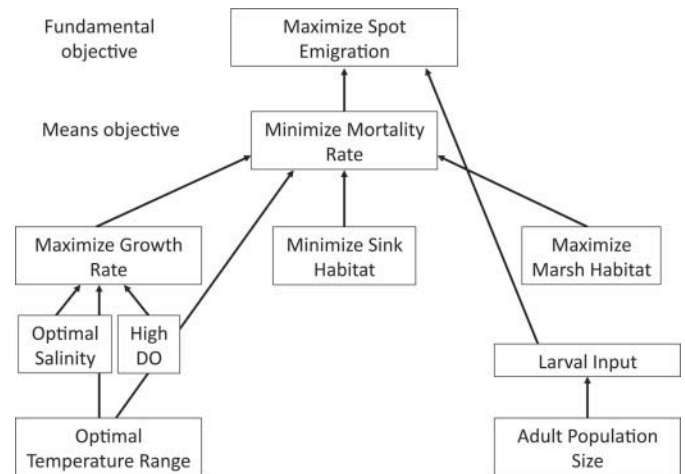 Fundamental
objective
Maximize Spot
Emigration
Means objective
Minimize Mortality
Rate
Maximize Growth
Rate
Minimize Sink
Habitat
Maximize
Marsh Habitat
Optimal
Salinity
High
DO
Larval Input
Optimal
Temperature Range
Adult Population
Size